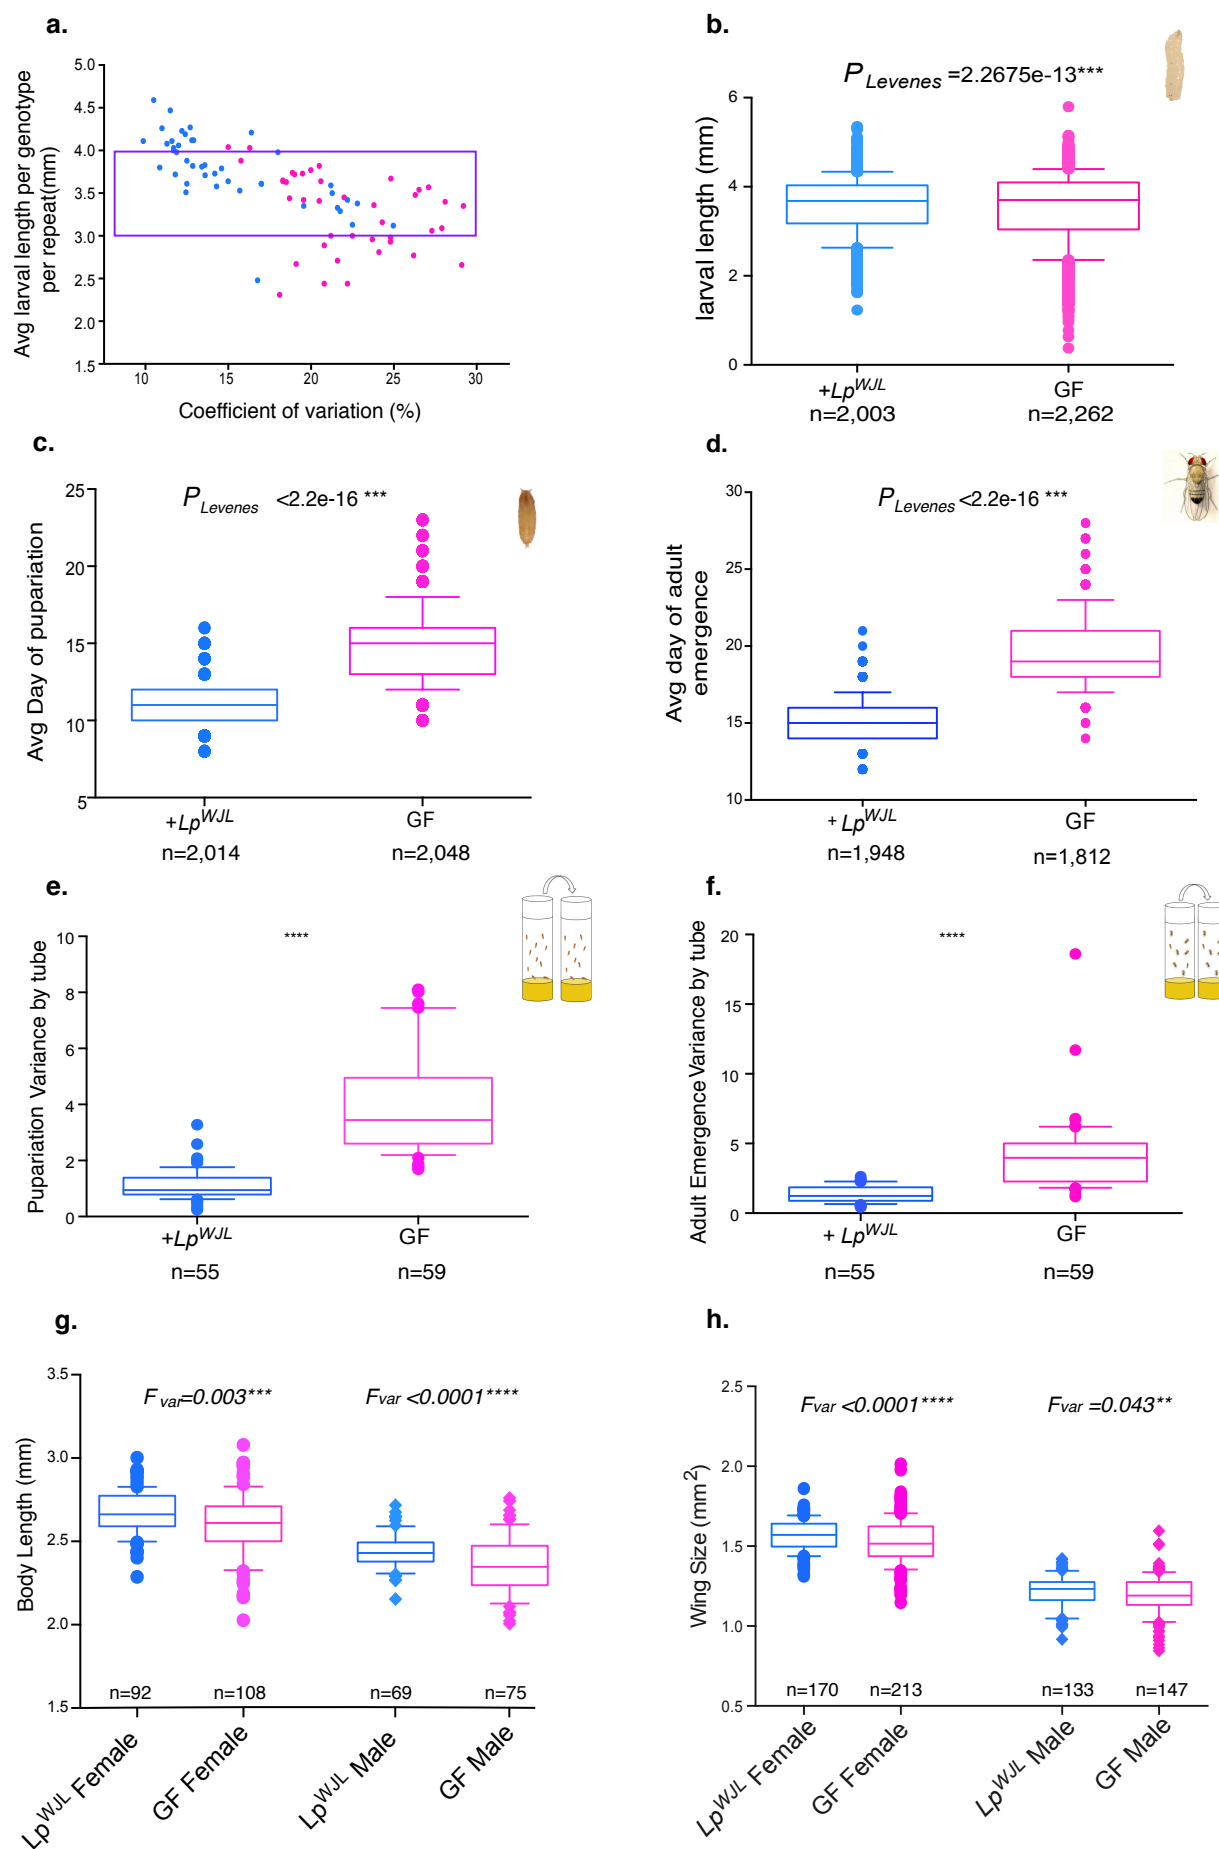 a.
Avg larval length per genotype
per repeat(mm)
5.0
4.5
4.0
3.5
3.0
2.5
2.0
1.5
10 15 20 25 30
Coefficient of variation (%)
b.
P Levenes =2.2675e-13***
larval length (mm)
6
4
2
0
+Lp^WJL GF
n=2,003 n=2,262
c.
P Levenes <2.2e-16 ***
Avg Day of pupariation
25
20
15
10
5
+Lp^WJL GF
n=2,014 n=2,048
d.
P Levenes <2.2e-16 ***
Avg day of adult
emergence
30
25
20
15
10
+ Lp^WJL GF
n=1,948 n=1,812
e.
****
Pupariation Variance by tube
10
8
6
4
2
0
+Lp^WJL GF
n=55 n=59
f.
****
Adult Emergence Variance by tube
20
15
10
5
0
+ Lp^WJL GF
n=55 n=59
g.
F var=0.003*** Fvar <0.0001****
Body Length (mm)
3.5
3.0
2.5
2.0
1.5
n=92 n=108 n=69 n=75
Lp^WJL Female
GF Female
Lp^WJL Male
GF Male
h.
Fvar <0.0001**** Fvar =0.043**
Wing Size (mm^2)
2.5
2.0
1.5
1.0
0.5
n=170 n=213 n=133 n=147
Lp^WJL Female
GF Female
Lp^WJL Male
GF Male